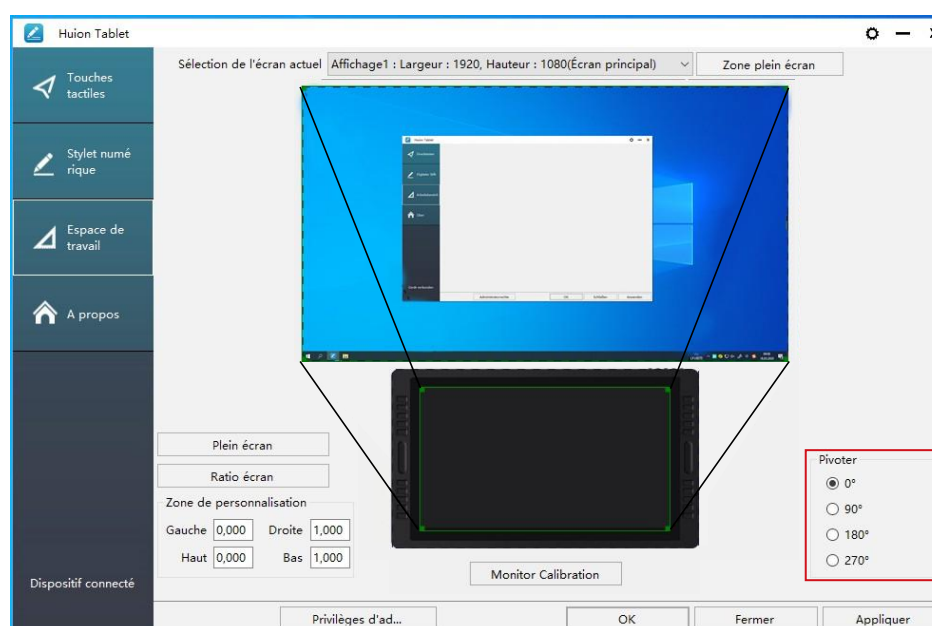 Huion Tablet
Sélection de l'écran actuel
Affichage1 : Largeur : 1920, Hauteur : 1080(Écran principal)
Zone plein écran
Touches
tactiles
Stylet numé
rique
Espace de
travail
A propos
Dispositif connecté
Plein écran
Ratio écran
Zone de personnalisation
Gauche 0,000 Droite 1,000
Haut 0,000 Bas 1,000
Monitor Calibration
Pivoter
0°
90°
180°
270°
Privilèges d'ad...
OK
Fermer
Appliquer